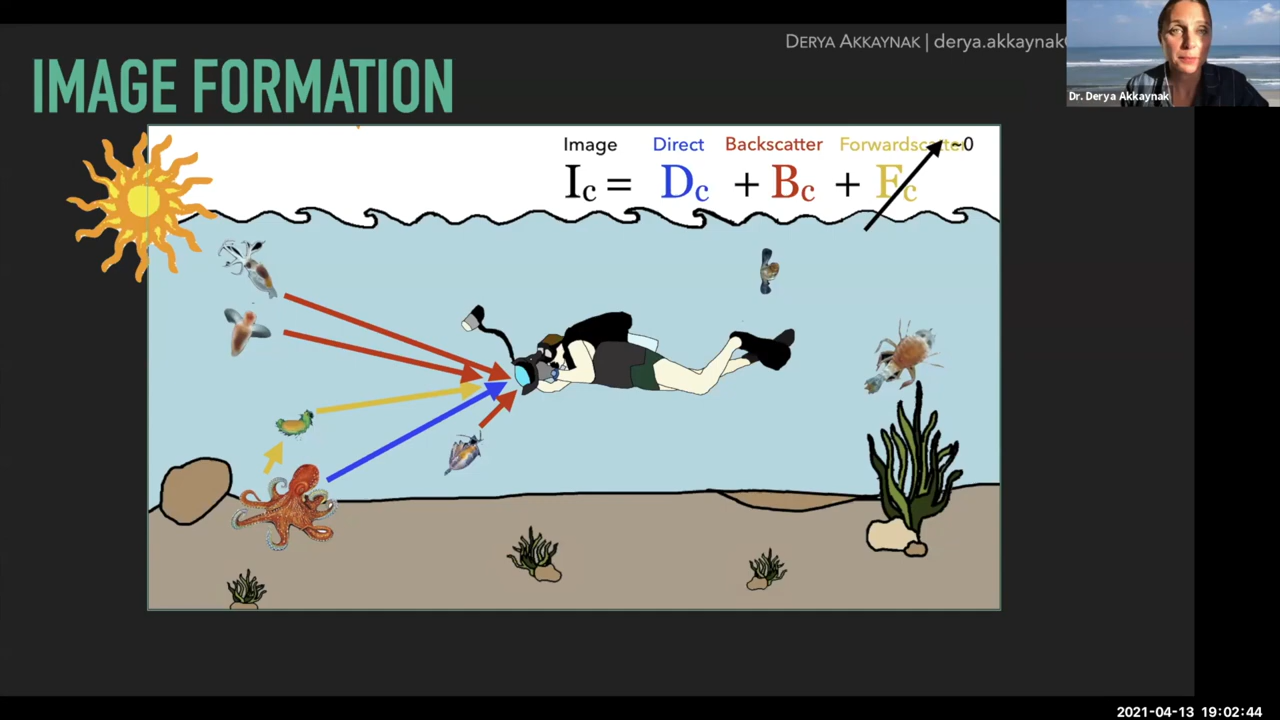 DERYA AKKAYNAK | derya.akkaynak
IMAGE FORMATION
Dr. Derya Akkaynak
Image Direct Backscatter Forwardscatter ~0
Ic = Dc + Bc + Fc
2021-04-13 19:02:44